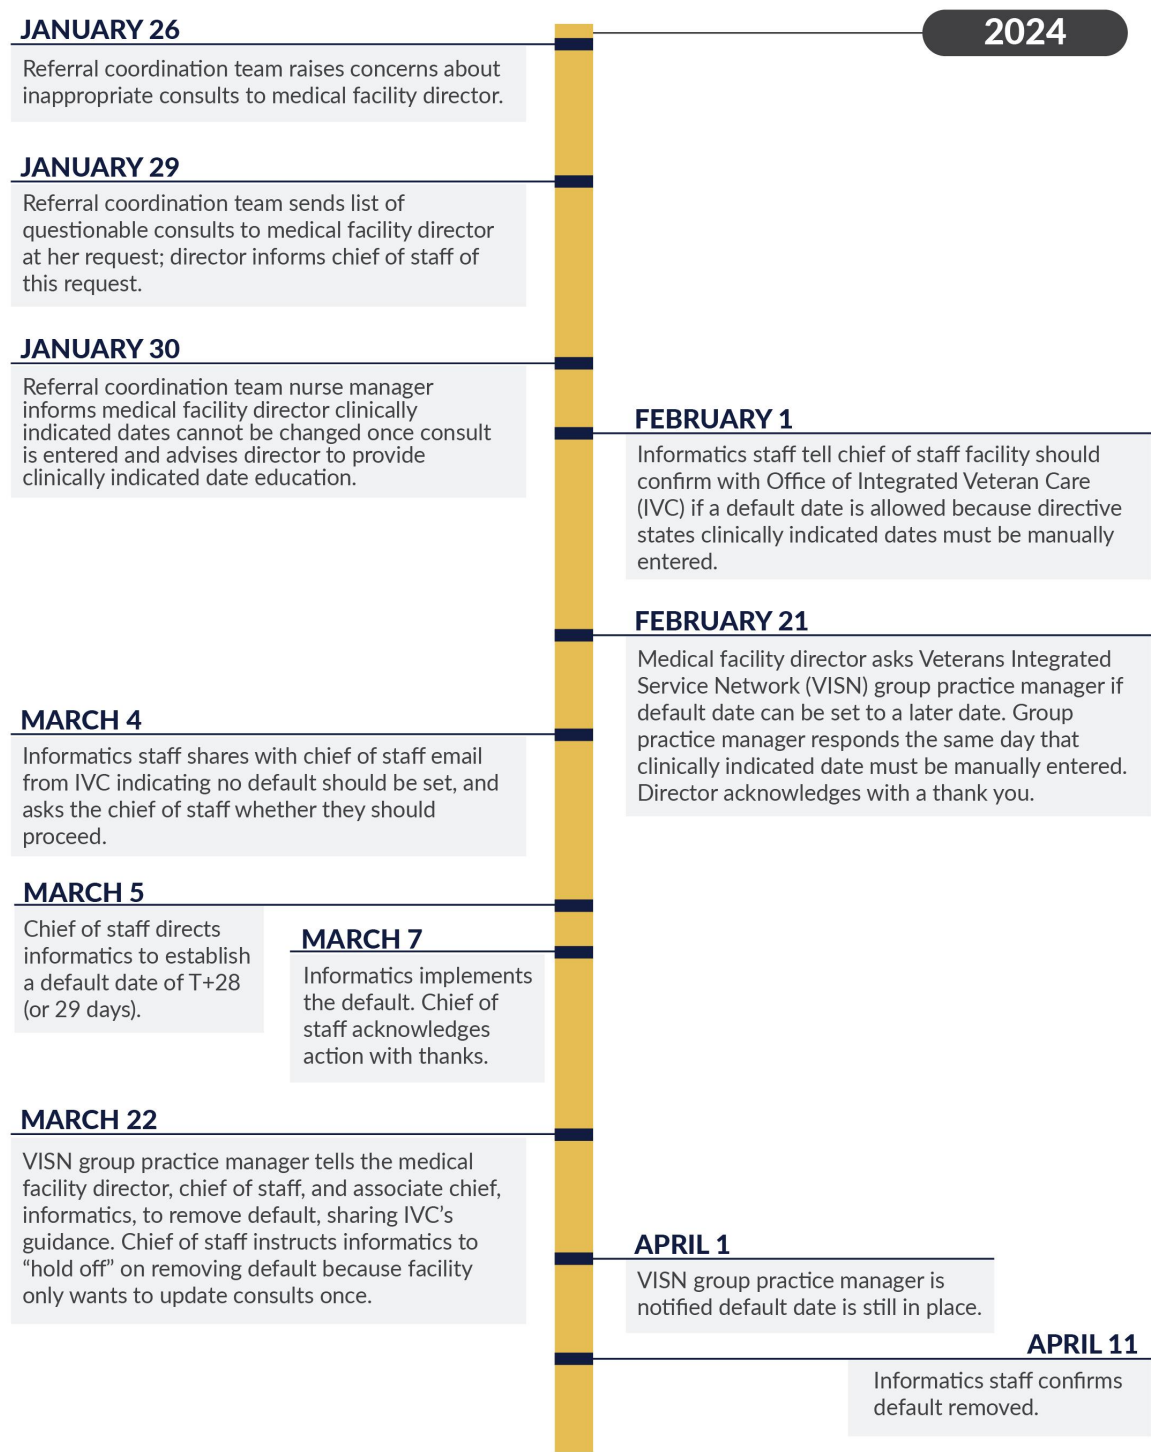 2024
JANUARY 26
Referral coordination team raises concerns about
inappropriate consults to medical facility director.
JANUARY 29
Referral coordination team sends list of
questionable consults to medical facility director
at her request; director informs chief of staff of
this request.
JANUARY 30
Referral coordination team nurse manager
informs medical facility director clinically
indicated dates cannot be changed once consult
is entered and advises director to provide
clinically indicated date education.
FEBRUARY 1
Informatics staff tell chief of staff facility should
confirm with Office of Integrated Veteran Care
(IVC) if a default date is allowed because directive
states clinically indicated dates must be manually
entered.
FEBRUARY 21
Medical facility director asks Veterans Integrated
Service Network (VISN) group practice manager if
default date can be set to a later date. Group
practice manager responds the same day that
clinically indicated date must be manually entered.
Director acknowledges with a thank you.
MARCH 4
Informatics staff shares with chief of staff email
from IVC indicating no default should be set, and
asks the chief of staff whether they should
proceed.
MARCH 5
Chief of staff directs
informatics to establish
a default date of T+28
(or 29 days).
MARCH 7
Informatics implements
the default. Chief of
staff acknowledges
action with thanks.
MARCH 22
VISN group practice manager tells the medical
facility director, chief of staff, and associate chief,
informatics, to remove default, sharing IVC’s
guidance. Chief of staff instructs informatics to
“hold off” on removing default because facility
only wants to update consults once.
APRIL 1
VISN group practice manager is
notified default date is still in place.
APRIL 11
Informatics staff confirms
default removed.